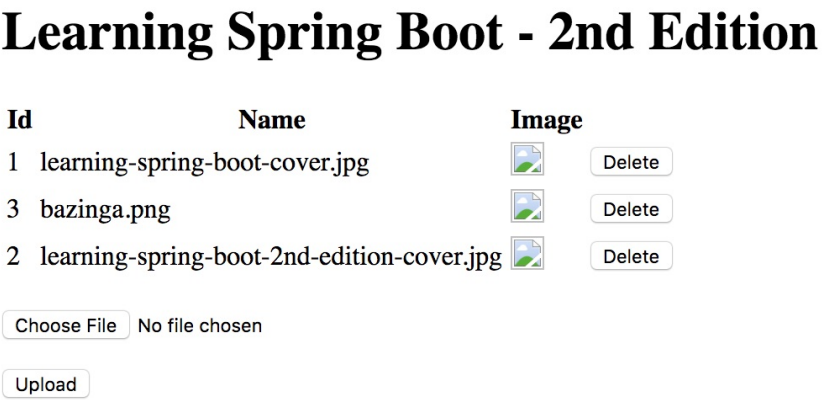 Learning Spring Boot - 2nd Edition
Id Name Image
1 learning-spring-boot-cover.jpg Delete
3 bazinga.png Delete
2 learning-spring-boot-2nd-edition-cover.jpg Delete
Choose File No file chosen
Upload